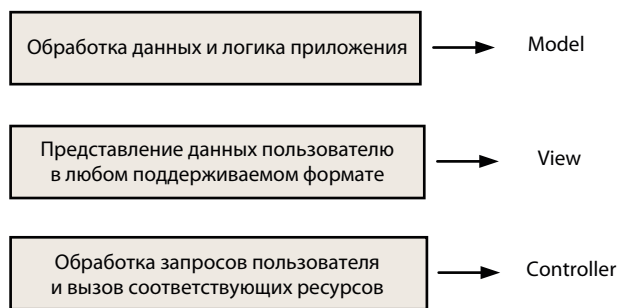 Обработка данных и логика приложения
Model
Представление данных пользователю
в любом поддерживаемом формате
View
Обработка запросов пользователя
и вызов соответствующих ресурсов
Controller